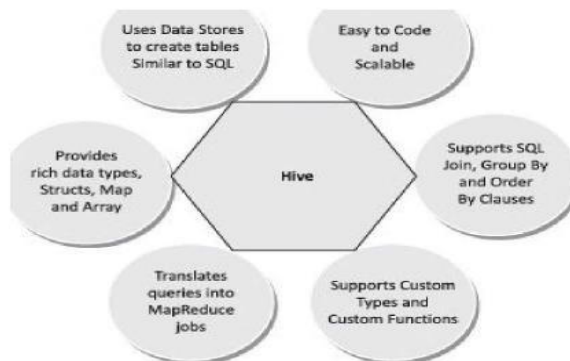 Uses Data Stores
to create tables
Similar to SQL
Easy to Code
and
Scalable
Provides
rich data types,
Structs, Map
and Array
Hive
Supports SQL
Join, Group By
and Order
By Clauses
Translates
queries into
MapReduce
jobs
Supports Custom
Types and
Custom Functions